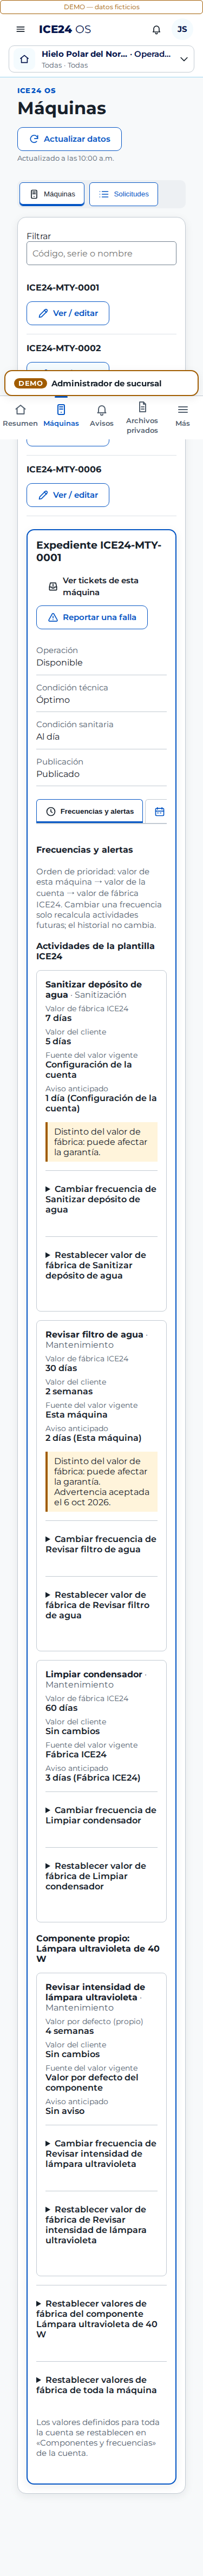 DEMO — datos ficticios
ICE24 OS
JS
Hielo Polar del Nor... · Operad...
Todas · Todas
ICE24 OS
Máquinas
Actualizar datos
Actualizado a las 10:00 a.m.
Máquinas
Solicitudes
Filtrar
Código, serie o nombre
ICE24-MTY-0001
Ver / editar
ICE24-MTY-0002
DEMO Administrador de sucursal
Resumen
Máquinas
Avisos
Archivos
privados
Más
ICE24-MTY-0006
Ver / editar
Expediente ICE24-MTY-
0001
Ver tickets de esta
máquina
Reportar una falla
Operación
Disponible
Condición técnica
Óptimo
Condición sanitaria
Al día
Publicación
Publicado
Frecuencias y alertas
Frecuencias y alertas
Orden de prioridad: valor de
esta máquina → valor de la
cuenta → valor de fábrica
ICE24. Cambiar una frecuencia
solo recalcula actividades
futuras; el historial no cambia.
Actividades de la plantilla
ICE24
Sanitizar depósito de
agua · Sanitización
Valor de fábrica ICE24
7 días
Valor del cliente
5 días
Fuente del valor vigente
Configuración de la
cuenta
Aviso anticipado
1 día (Configuración de la
cuenta)
Distinto del valor de
fábrica: puede afectar
la garantía.
Cambiar frecuencia de
Sanitizar depósito de
agua
Restablecer valor de
fábrica de Sanitizar
depósito de agua
Revisar filtro de agua ·
Mantenimiento
Valor de fábrica ICE24
30 días
Valor del cliente
2 semanas
Fuente del valor vigente
Esta máquina
Aviso anticipado
2 días (Esta máquina)
Distinto del valor de
fábrica: puede afectar
la garantía.
Advertencia aceptada
el 6 oct 2026.
Cambiar frecuencia de
Revisar filtro de agua
Restablecer valor de
fábrica de Revisar filtro
de agua
Limpiar condensador ·
Mantenimiento
Valor de fábrica ICE24
60 días
Valor del cliente
Sin cambios
Fuente del valor vigente
Fábrica ICE24
Aviso anticipado
3 días (Fábrica ICE24)
Cambiar frecuencia de
Limpiar condensador
Restablecer valor de
fábrica de Limpiar
condensador
Componente propio:
Lámpara ultravioleta de 40
W
Revisar intensidad de
lámpara ultravioleta ·
Mantenimiento
Valor por defecto (propio)
4 semanas
Valor del cliente
Sin cambios
Fuente del valor vigente
Valor por defecto del
componente
Aviso anticipado
Sin aviso
Cambiar frecuencia de
Revisar intensidad de
lámpara ultravioleta
Restablecer valor de
fábrica de Revisar
intensidad de lámpara
ultravioleta
Restablecer valores de
fábrica del componente
Lámpara ultravioleta de 40
W
Restablecer valores de
fábrica de toda la máquina
Los valores definidos para toda
la cuenta se restablecen en
«Componentes y frecuencias»
de la cuenta.